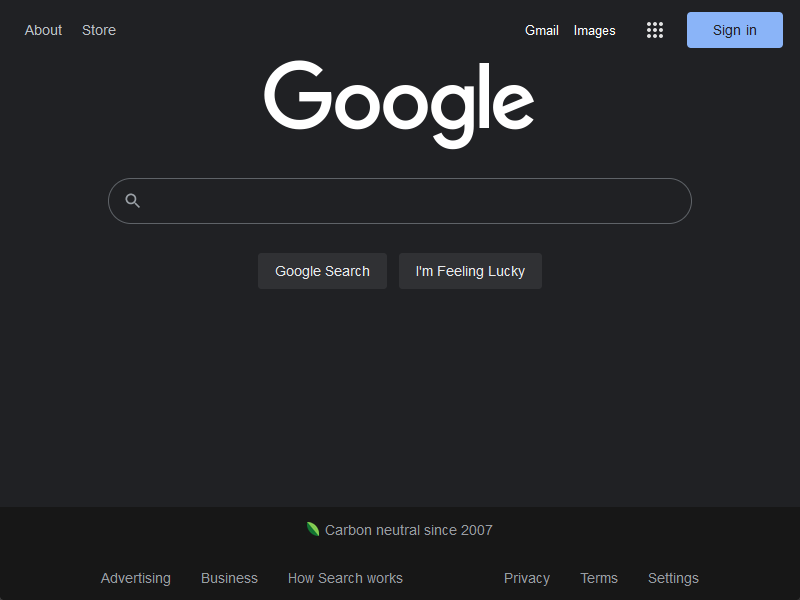 About Store Gmail Images Sign in
Google
Google Search I'm Feeling Lucky
Carbon neutral since 2007
Advertising Business How Search works Privacy Terms Settings